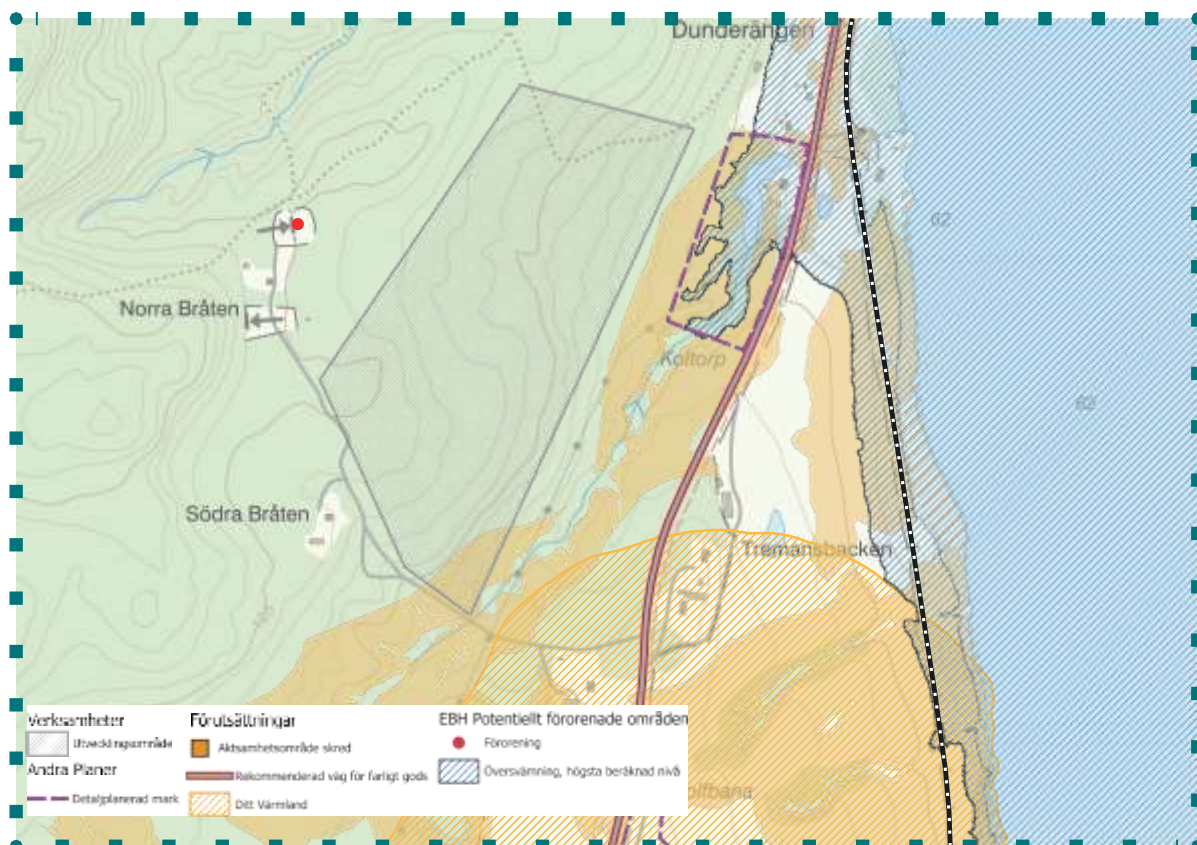 Dunderängen
62
Norra Bråten
Koltorp
62
Södra Bråten
Tremansbacken
Verksamheter
Utvecklingsområde
Andra Planer
Detaljplanerad mark
Förutsättningar
Aktsamhetsområde skred
Rekommenderad väg för farligt gods
Ditt Värmland
EBH Potentiellt förorenade områden
Förorening
Översvämning, högsta beräknad nivå